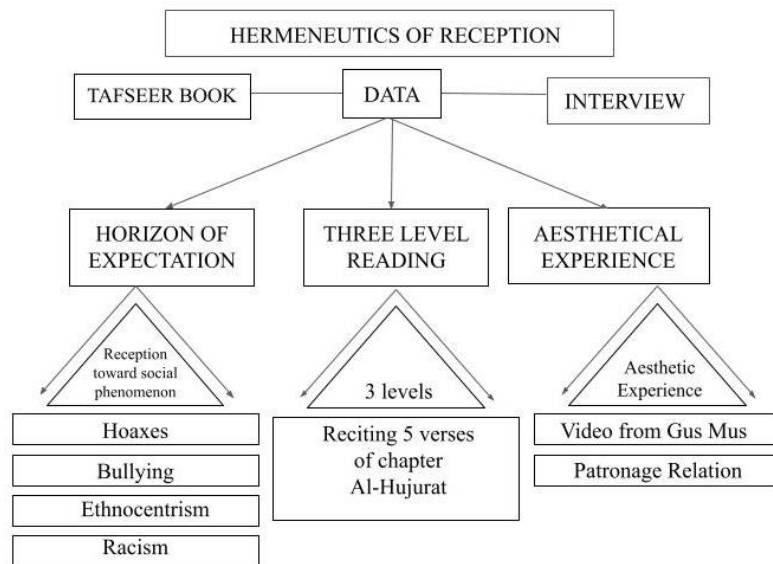 HERMENEUTICS OF RECEPTION
TAFSEER BOOK
DATA
INTERVIEW
HORIZON OF
EXPECTATION
THREE LEVEL
READING
AESTHETICAL
EXPERIENCE
Reception
toward social
phenomenon
3 levels
Aesthetic
Experience
Hoaxes
Bullying
Ethnocentrism
Racism
Reciting 5 verses
of chapter
Al-Hujurat
Video from Gus Mus
Patronage Relation